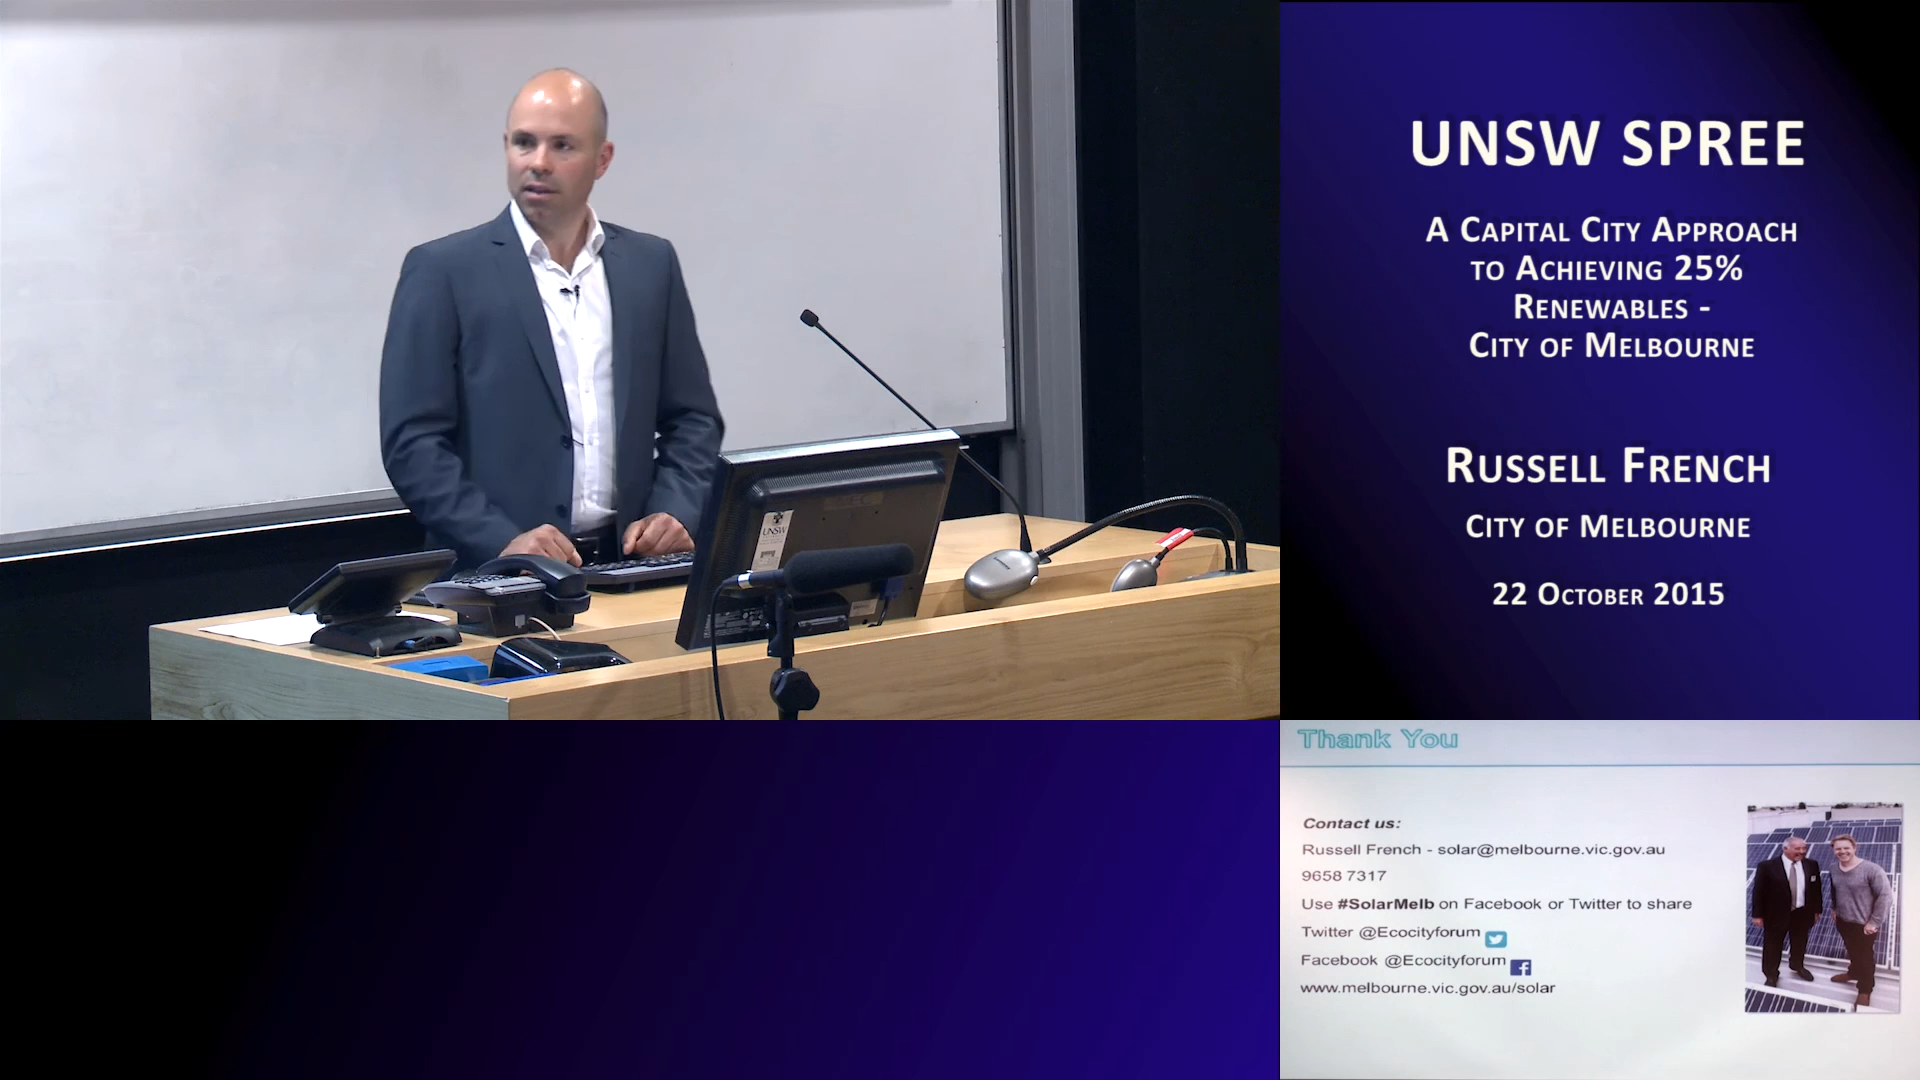 UNSW SPREE
A Capital City Approach
to Achieving 25%
Renewables -
City of Melbourne
Russell French
City of Melbourne
22 October 2015
UNSW
Thank You
Contact us:
Russell French - solar@melbourne.vic.gov.au
9658 7317
Use #SolarMelb on Facebook or Twitter to share
Twitter @Ecocityforum
Facebook @Ecocityforum
www.melbourne.vic.gov.au/solar